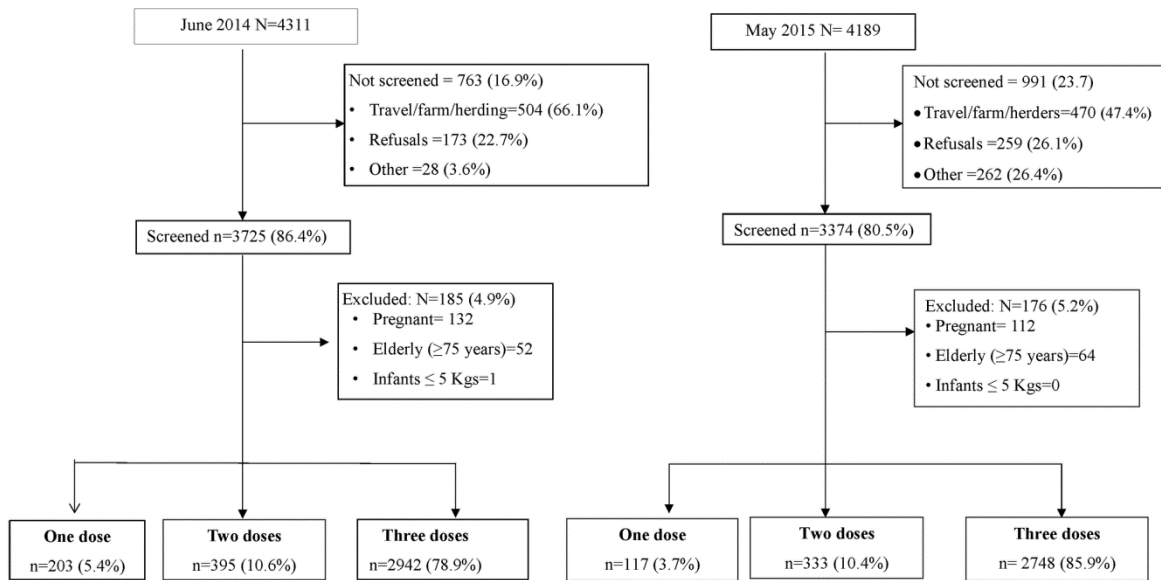 June 2014 N=4311
Not screened = 763 (16.9%)
• Travel/farm/herding=504 (66.1%)
• Refusals =173 (22.7%)
• Other =28 (3.6%)
Screened n=3725 (86.4%)
Excluded: N=185 (4.9%)
• Pregnant= 132
• Elderly (≥75 years)=52
• Infants ≤ 5 Kgs=1
One dose
n=203 (5.4%)
Two doses
n=395 (10.6%)
Three doses
n=2942 (78.9%)
May 2015 N= 4189
Not screened = 991 (23.7)
●Travel/farm/herders=470 (47.4%)
●Refusals =259 (26.1%)
●Other =262 (26.4%)
Screened n=3374 (80.5%)
Excluded: N=176 (5.2%)
• Pregnant= 112
• Elderly (≥75 years)=64
• Infants ≤ 5 Kgs=0
One dose
n=117 (3.7%)
Two doses
n=333 (10.4%)
Three doses
n= 2748 (85.9%)